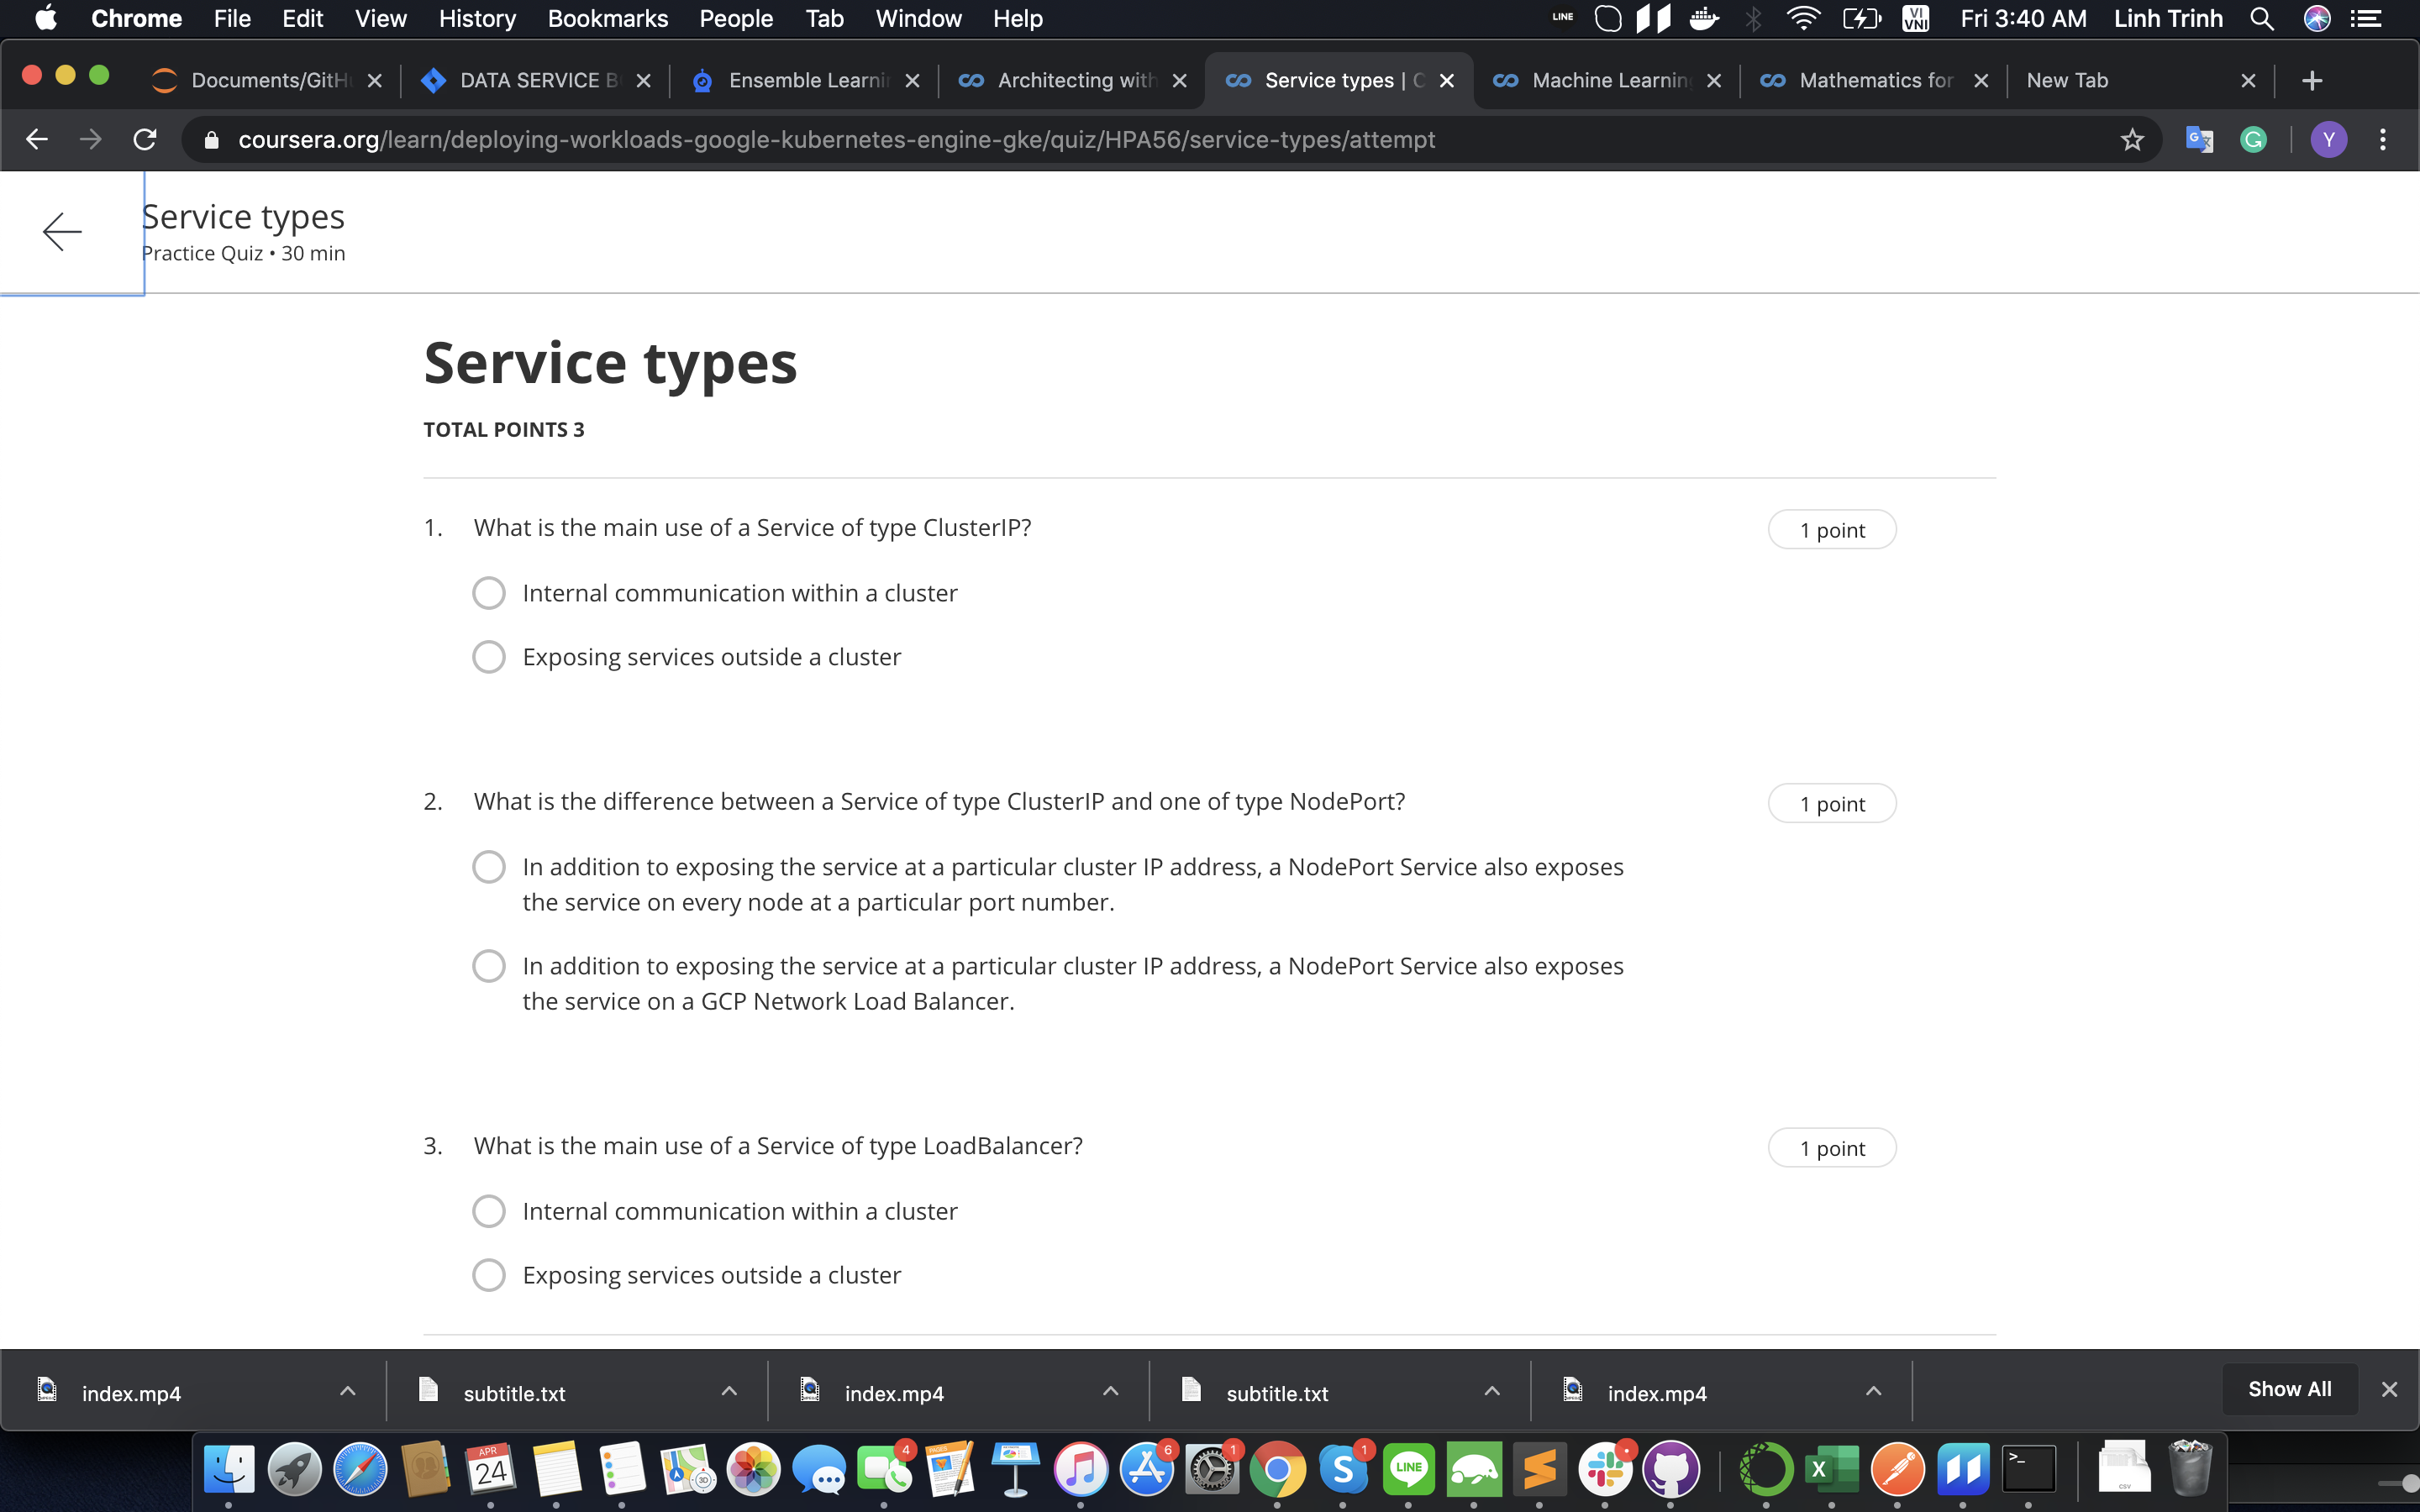 Chrome File Edit View History Bookmarks People Tab Window Help LINE VI VNI Fri 3:40 AM Linh Trinh
Documents/GitH DATA SERVICE B Ensemble Learni Architecting with Service types | C Machine Learning Mathematics for New Tab
coursera.org/learn/deploying-workloads-google-kubernetes-engine-gke/quiz/HPA56/service-types/attempt Y
Service types
Practice Quiz • 30 min
Service types
TOTAL POINTS 3
1. What is the main use of a Service of type ClusterIP? 1 point
Internal communication within a cluster
Exposing services outside a cluster
2. What is the difference between a Service of type ClusterIP and one of type NodePort? 1 point
In addition to exposing the service at a particular cluster IP address, a NodePort Service also exposes
the service on every node at a particular port number.
In addition to exposing the service at a particular cluster IP address, a NodePort Service also exposes
the service on a GCP Network Load Balancer.
3. What is the main use of a Service of type LoadBalancer? 1 point
Internal communication within a cluster
Exposing services outside a cluster
index.mp4 subtitle.txt index.mp4 subtitle.txt index.mp4 Show All
APR 24 3D 4 PAGES 6 1 S 1 LINE X >_ CSV